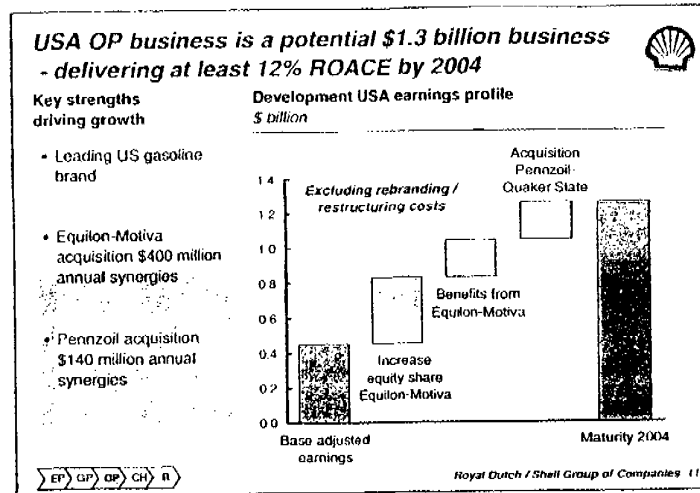 USA OP business is a potential $1.3 billion business
- delivering at least 12% ROACE by 2004
Key strengths
driving growth
• Leading US gasoline
brand
• Equilon-Motiva
acquisition $400 million
annual synergies
• Pennzoil acquisition
$140 million annual
synergies
Development USA earnings profile
$ billion
Excluding rebranding /
restructuring costs
Acquisition
Pennzoil-
Quaker State
1 4
1 2
1 0
0 8
0 6
0 4
0 2
0 0
Benefits from
Equilon-Motiva
Increase
equity share
Equilon-Motiva
Base adjusted
earnings
Maturity 2004
EP GP OP CH R
Royal Dutch / Shell Group of Companies 11